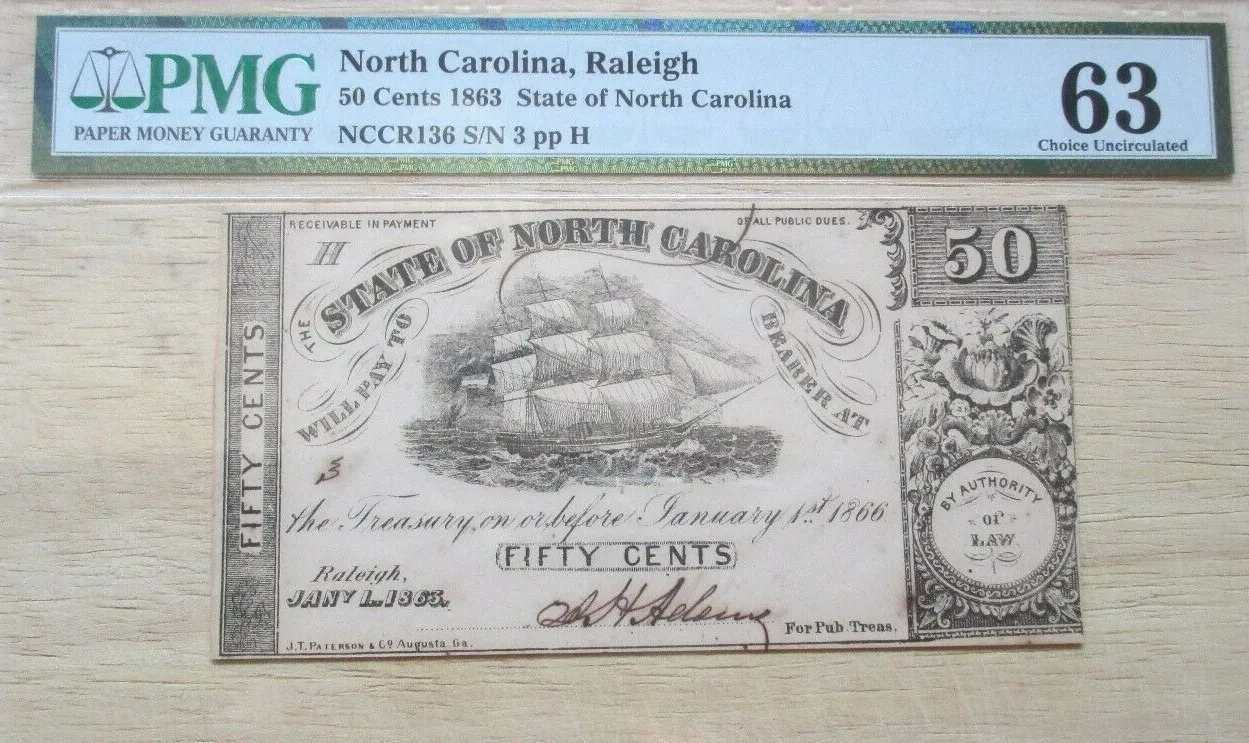 PMG
PAPER MONEY GUARANTY
North Carolina, Raleigh
50 Cents 1863 State of North Carolina
NCCR136 S/N 3 pp H
63
Choice Uncirculated
RECEIVABLE IN PAYMENT OF ALL PUBLIC DUES.
H
THE STATE OF NORTH CAROLINA
WILL PAY TO BEARER AT
50
FIFTY CENTS
3
the Treasury, on or before January 1st. 1866
FIFTY CENTS
Raleigh,
JANY 1. 1863.
For Pub. Treas.
J.T. PATERSON & Co Augusta Ga.
BY AUTHORITY
OF
LAW